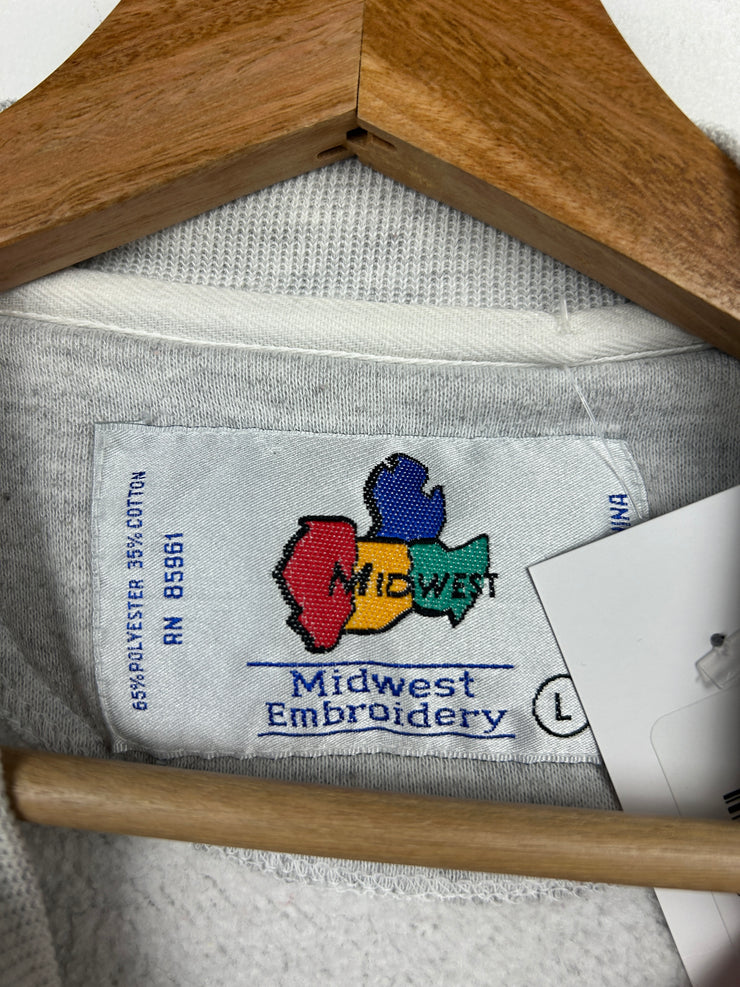 65% POLYESTER 35% COTTON
RN 85961
MIDWEST
Midwest
Embroidery
L